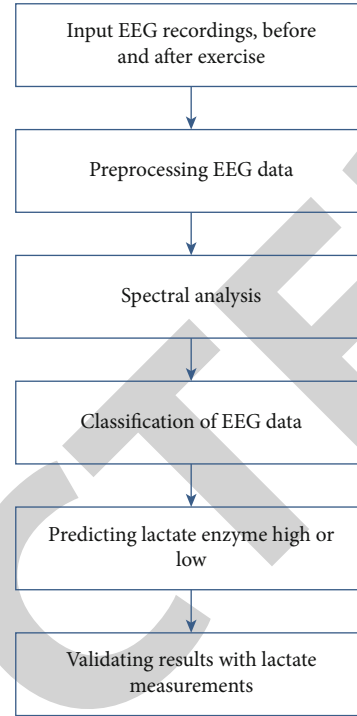 Input EEG recordings, before
and after exercise
Preprocessing EEG data
Spectral analysis
Classification of EEG data
Predicting lactate enzyme high or
low
Validating results with lactate
measurements
CTE